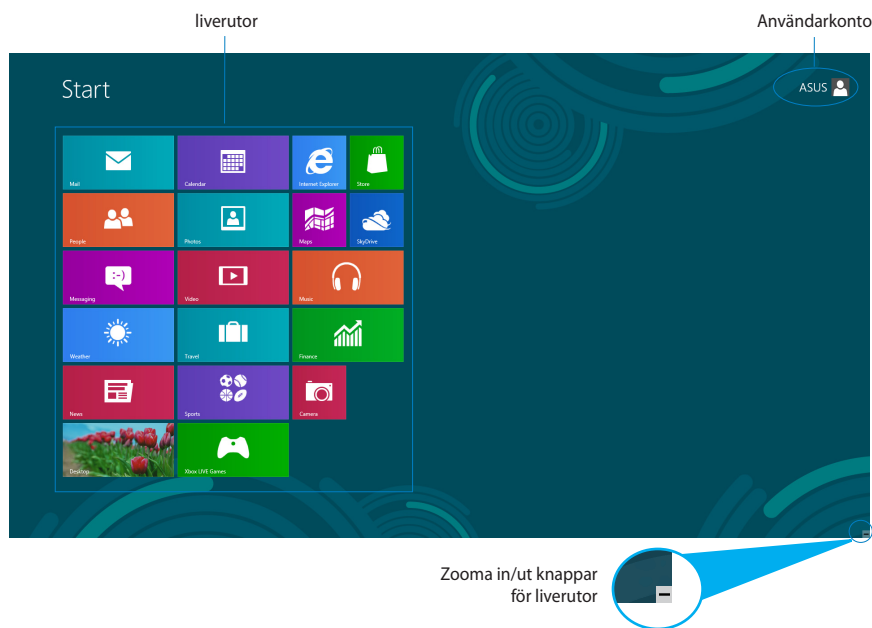 liverutor
Användarkonto
Start
ASUS
Mail
Calendar
Internet Explorer
Store
People
Photos
Maps
SkyDrive
Messaging
Video
Music
Weather
Travel
Finance
News
Sports
Camera
Desktop
Xbox LIVE Games
Zooma in/ut knappar
för liverutor